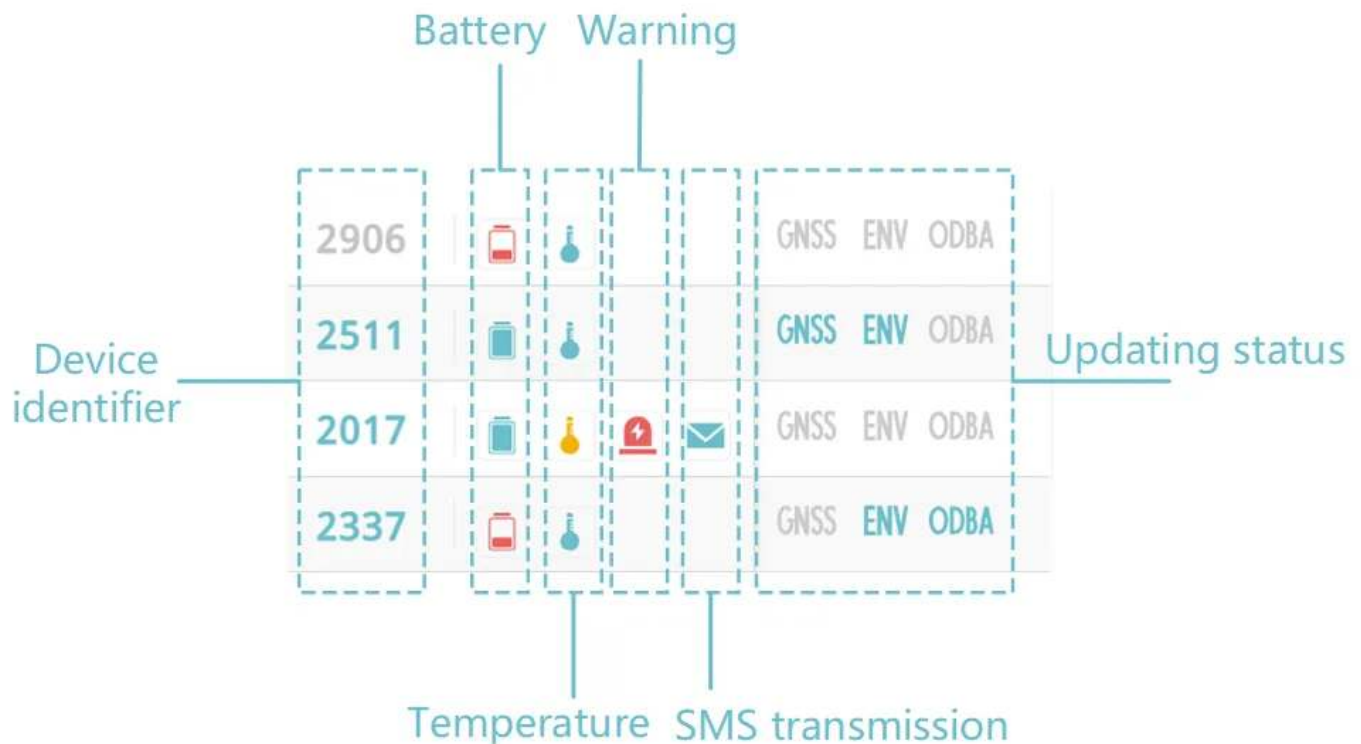 Battery Warning
2906 GNSS ENV ODBA
2511 GNSS ENV ODBA
Device
identifier
Updating status
2017 GNSS ENV ODBA
2337 GNSS ENV ODBA
Temperature SMS transmission